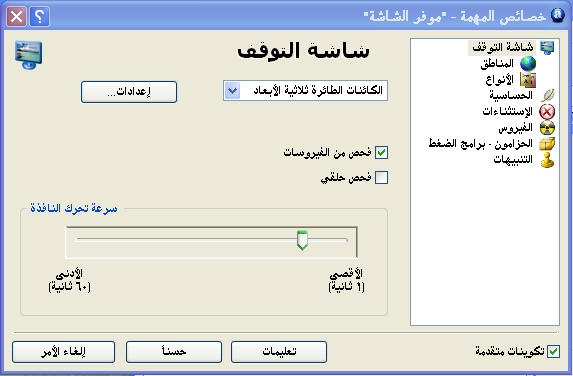 خصائص المهمة - "موفر الشاشة"
شاشة التوقف
المناطق
الأنواع
الحساسية
الإستثناءات
الفيروس
الحزامون - برامج الضغط
التنبيهات
شاشة التوقف
الكائنات الطائرة ثلاثية الأبعاد
إعدادات...
فحص من الفيروسات
فحص حلقي
سرعة تحرك النافذة
الأقصى
(١ ثانية)
الأدنى
(٦٠ ثانية)
تكوينات متقدمة
تعليمات
حسناً
إلغاء الأمر